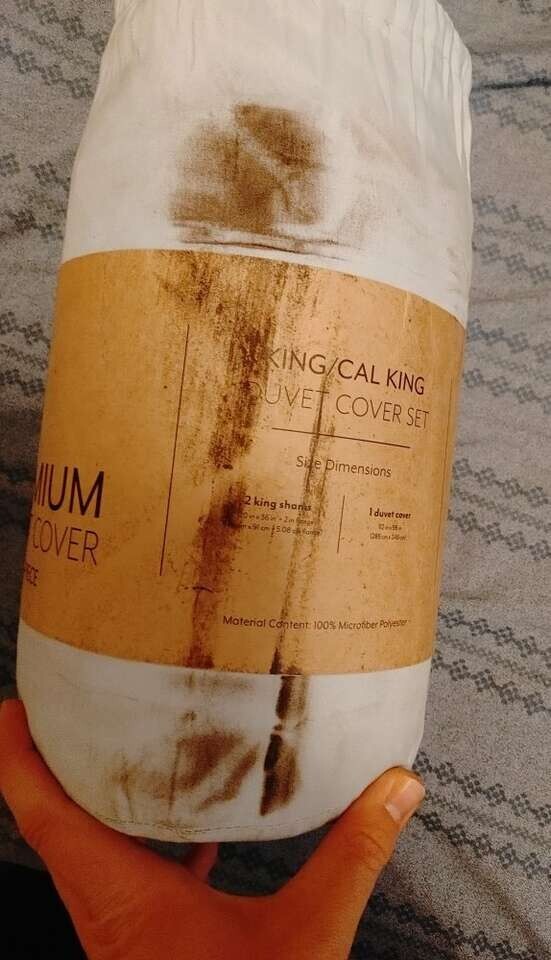 MIUM
COVER
IECE
KING/CAL KING
DUVET COVER SET
Size Dimensions
2 king shams
1 duvet cover
Material Content: 100% Microfiber Polyester